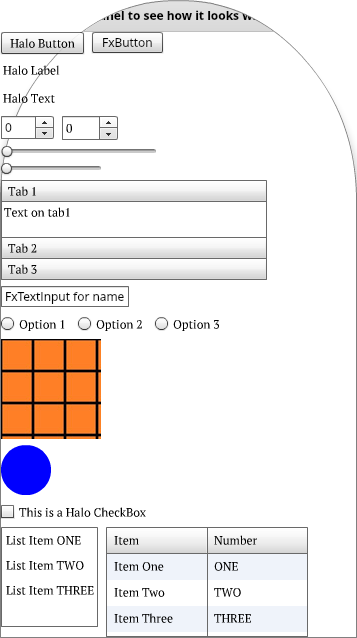 nel to see how it looks w
Halo Button FxButton
Halo Label
Halo Text
0 0
Tab 1
Text on tab1
Tab 2
Tab 3
FxTextInput for name
Option 1 Option 2 Option 3
This is a Halo CheckBox
List Item ONE
List Item TWO
List Item THREE
Item Number
Item One ONE
Item Two TWO
Item Three THREE